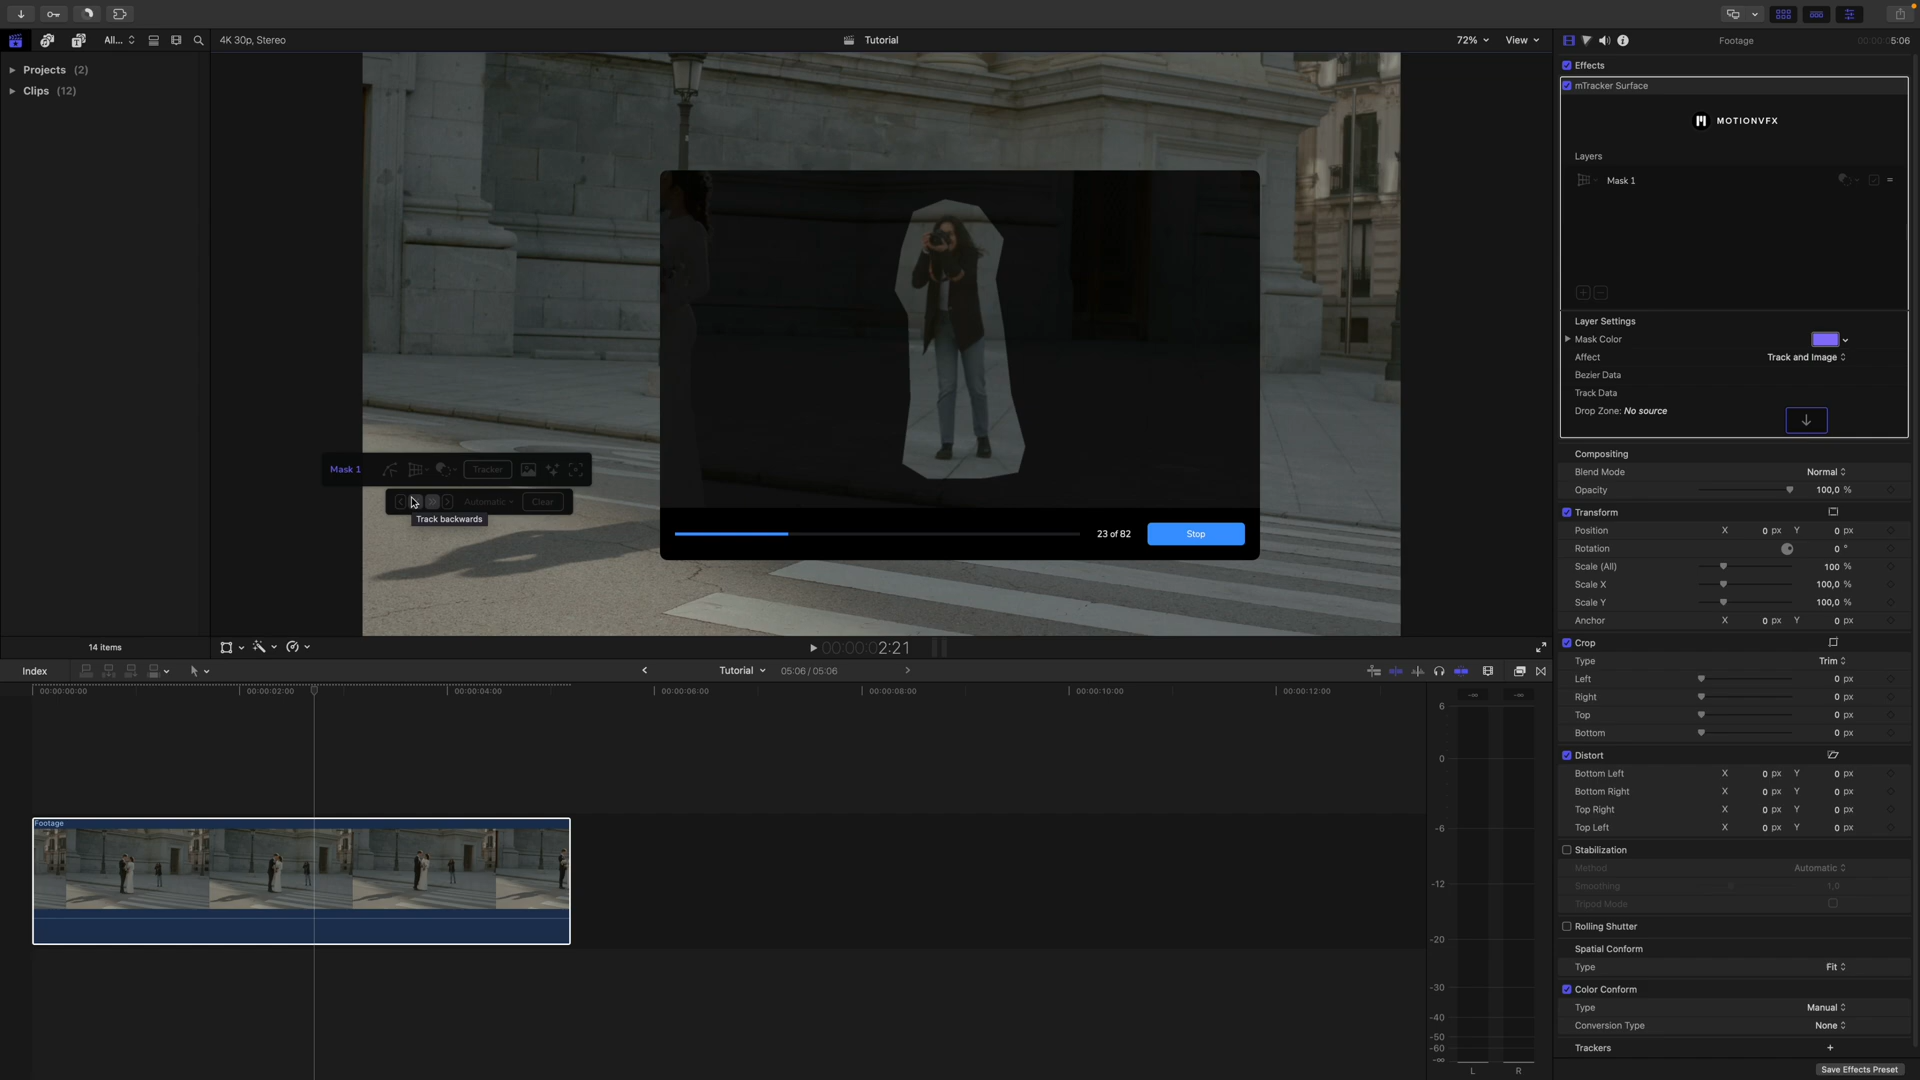 All...
4K 30p, Stereo
Tutorial
72%
View
Footage
00:00:05:06
Projects (2)
Clips (12)
Effects
mTracker Surface
MOTIONVFX
Layers
Mask 1
Layer Settings
Mask Color
Affect
Track and Image
Bezier Data
Track Data
Drop Zone: No source
Mask 1
Tracker
Automatic
Clear
Track backwards
23 of 82
Stop
Compositing
Blend Mode
Normal
Opacity
100,0 %
Transform
Position
X 0 px Y 0 px
Rotation
0 °
Scale (All)
100 %
Scale X
100,0 %
Scale Y
100,0 %
Anchor
X 0 px Y 0 px
Crop
Type
Trim
Left
0 px
Right
0 px
Top
0 px
Bottom
0 px
Distort
Bottom Left
X 0 px Y 0 px
Bottom Right
X 0 px Y 0 px
Top Right
X 0 px Y 0 px
Top Left
X 0 px Y 0 px
Stabilization
Method
Automatic
Smoothing
1,0
Tripod Mode
Rolling Shutter
Spatial Conform
Type
Fit
Color Conform
Type
Manual
Conversion Type
None
Trackers
Save Effects Preset
14 items
00:00:02:21
Index
Tutorial
05:06 / 05:06
00:00:00:00
00:00:02:00
00:00:04:00
00:00:06:00
00:00:08:00
00:00:10:00
00:00:12:00
Footage
-∞ -∞
6
0
-6
-12
-20
-30
-40
-50
-60
-∞
L R